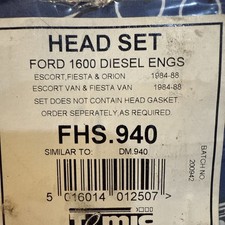 HEAD SET
FORD 1600 DIESEL ENGS
ESCORT,FIESTA & ORION 1984-88
ESCORT VAN & FIESTA VAN 1984-88
SET DOES NOT CONTAIN HEAD GASKET
ORDER SEPERATELY.AS REQUIRED.
FHS.940
SIMILAR TO: DM.940
BATCH NO
200942
5 016014 012507 >